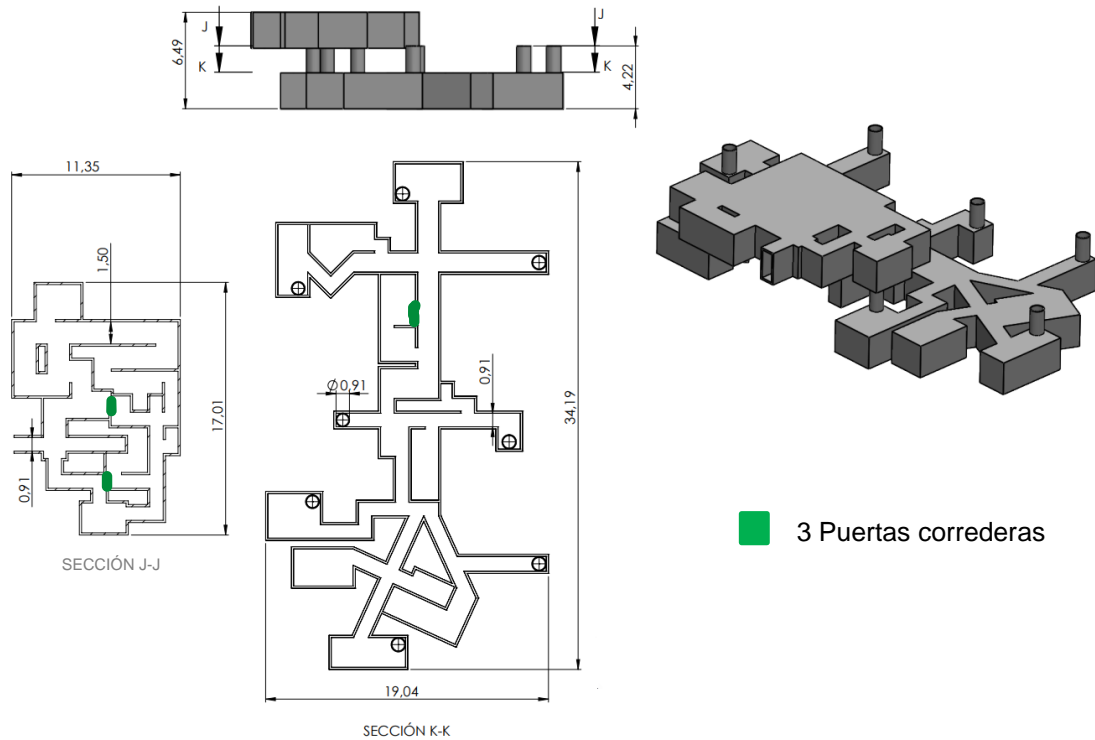 J
J
6,49
K
K
4,22
11,35
1,50
17,01
0,91
SECCIÓN J-J
∅0,91
0,91
34,19
19,04
SECCIÓN K-K
3 Puertas correderas